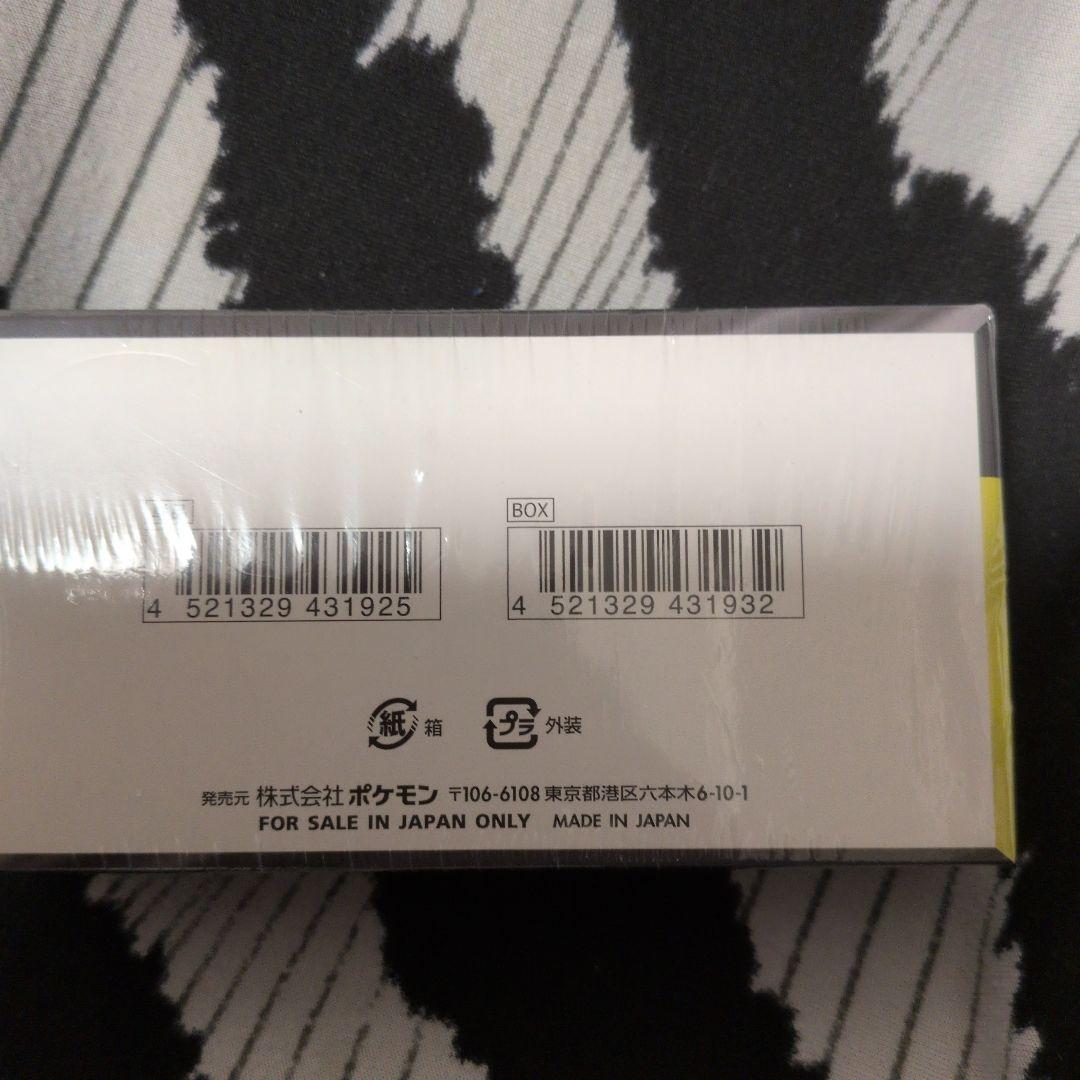 BOX
4 521329 431925
4 521329 431932
紙 箱 プラ 外装
発売元 株式会社ポケモン 〒106-6108 東京都港区六本木6-10-1
FOR SALE IN JAPAN ONLY MADE IN JAPAN